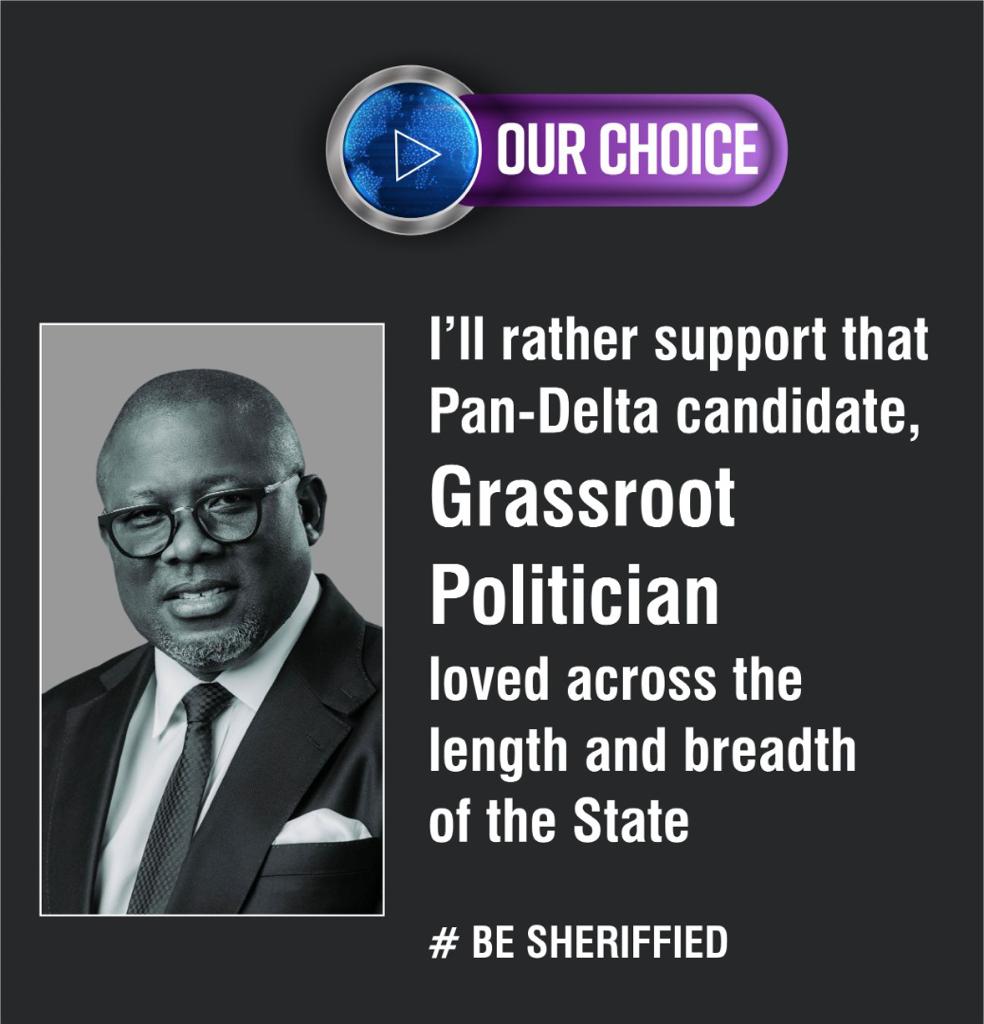 OUR CHOICE
I'll rather support that
Pan-Delta candidate,
Grassroot
Politician
loved across the
length and breadth
of the State
# BE SHERIFFIED